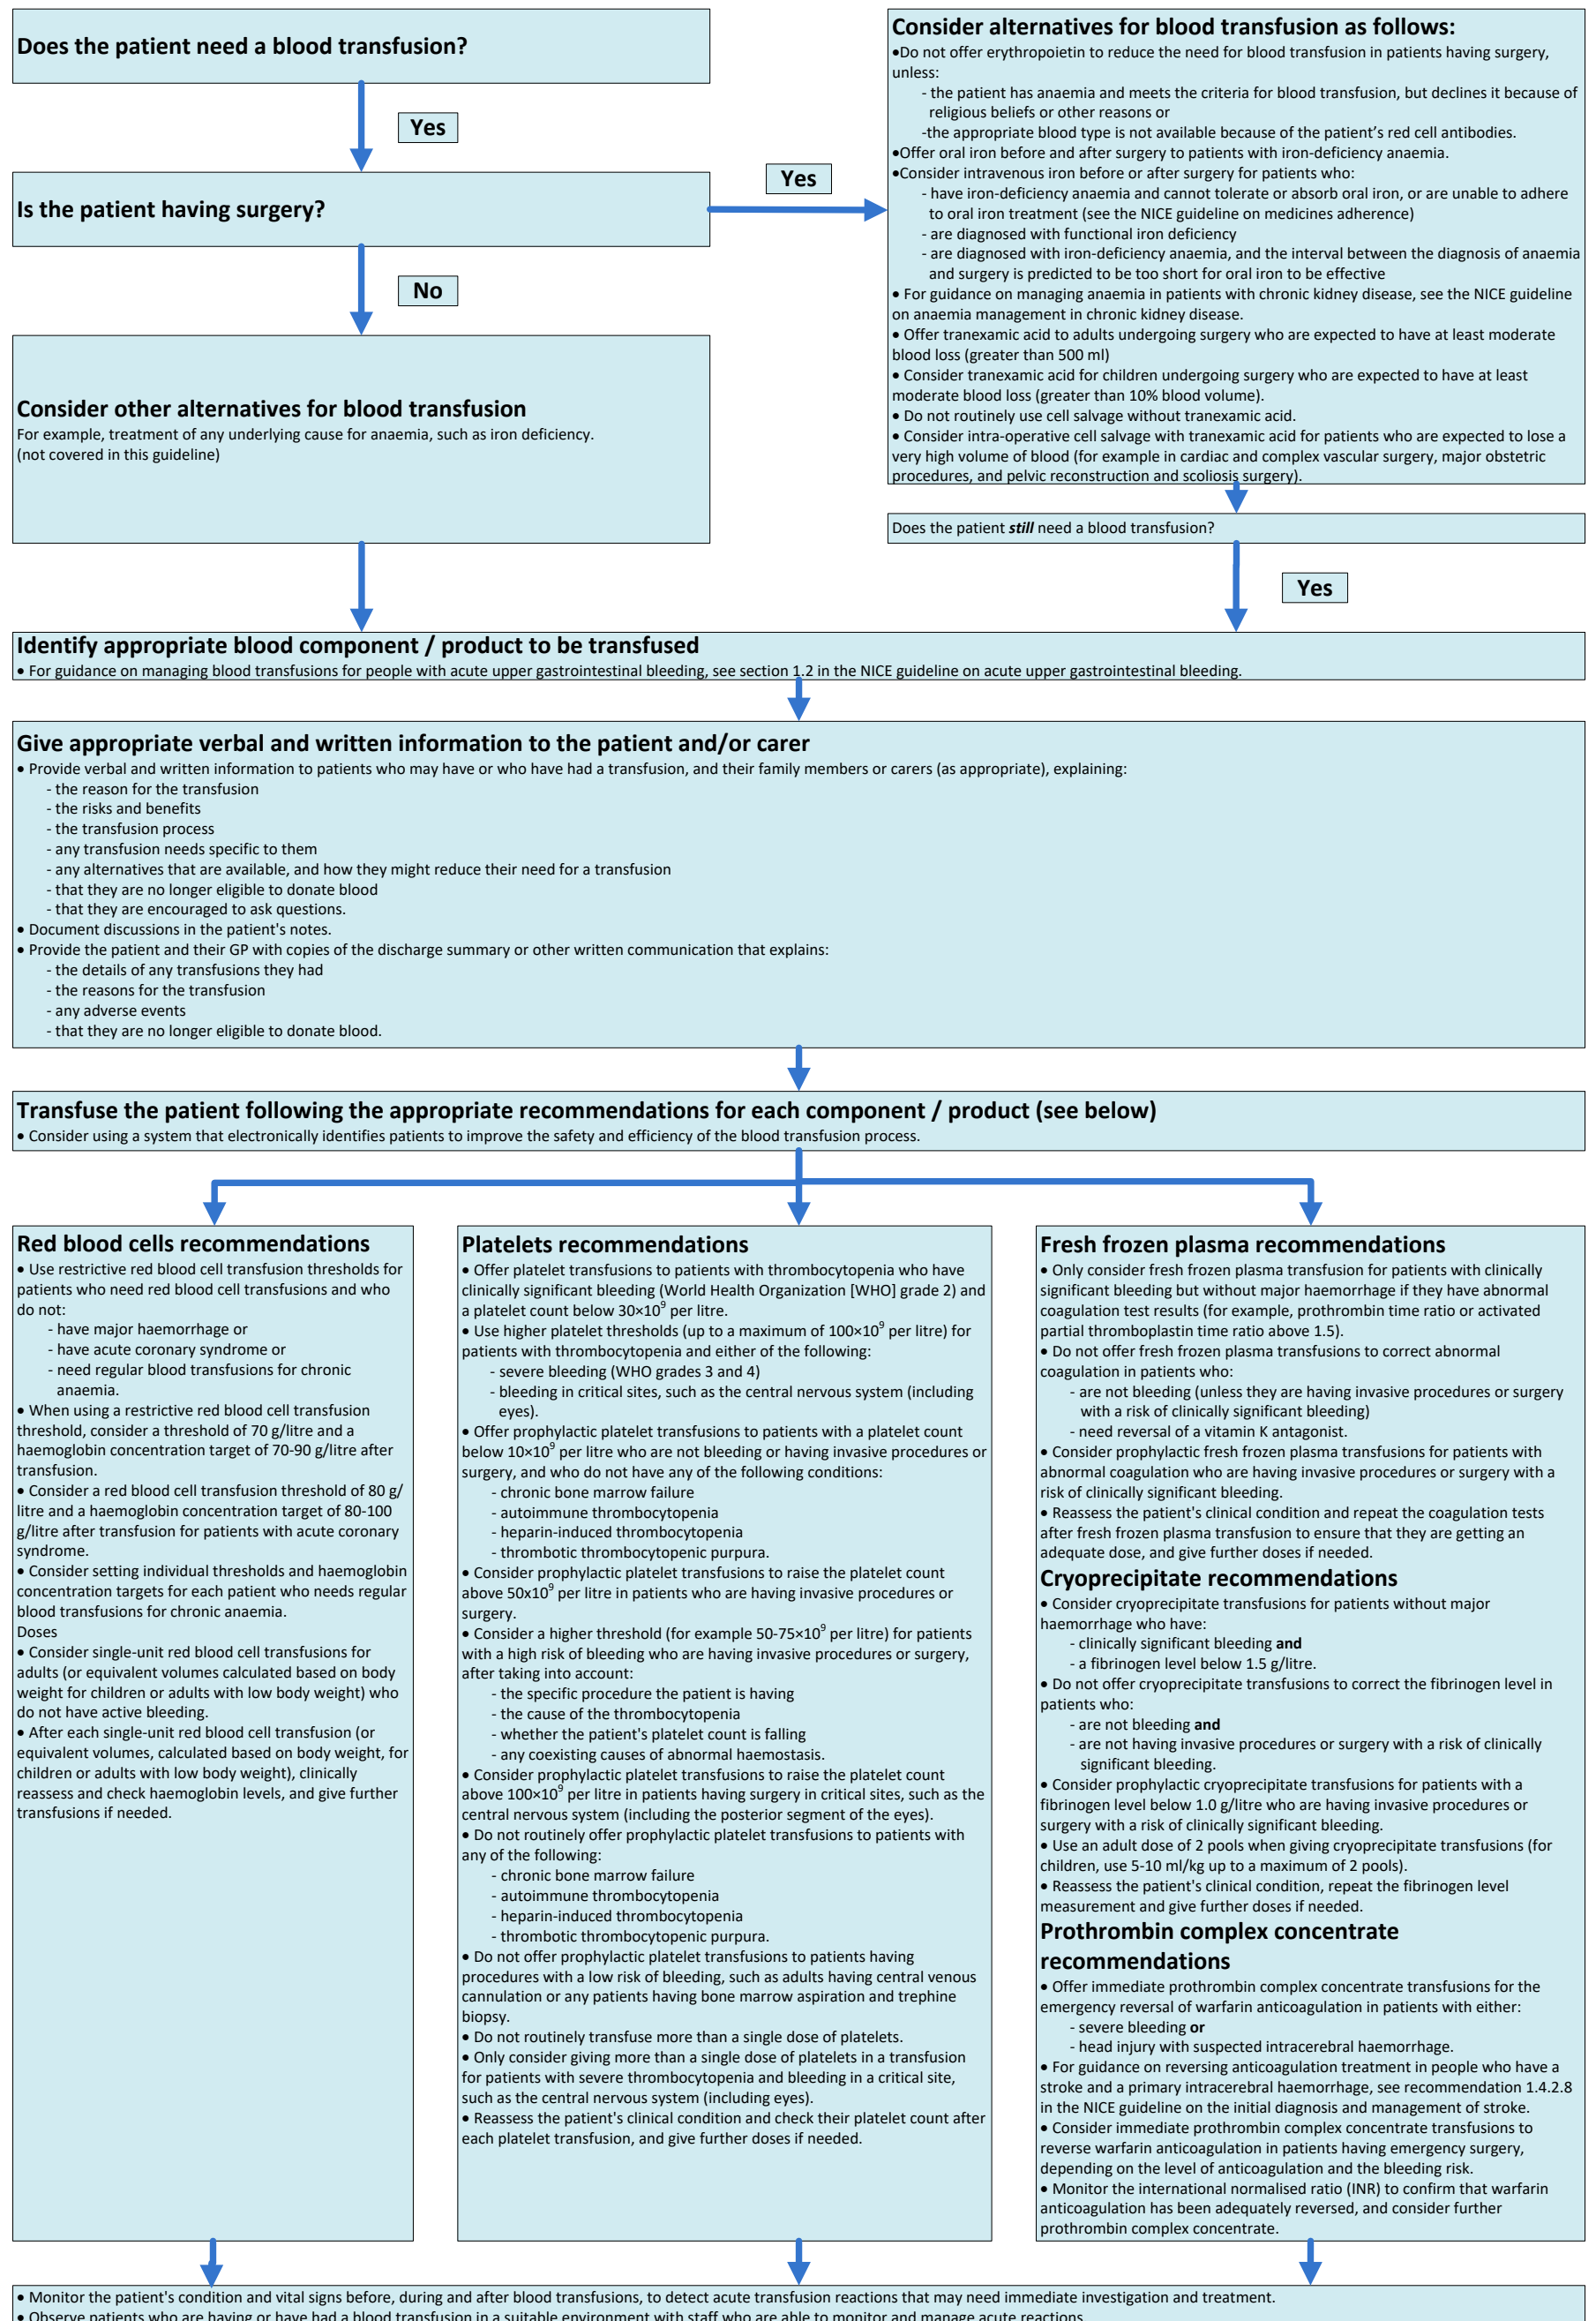 Does the patient need a blood transfusion?
Yes
Is the patient having surgery?
Yes
No
Consider other alternatives for blood transfusion
For example, treatment of any underlying cause for anaemia, such as iron deficiency.
(not covered in this guideline)
Consider alternatives for blood transfusion as follows:
•Do not offer erythropoietin to reduce the need for blood transfusion in patients having surgery,
unless:
- the patient has anaemia and meets the criteria for blood transfusion, but declines it because of
religious beliefs or other reasons or
-the appropriate blood type is not available because of the patient's red cell antibodies.
•Offer oral iron before and after surgery to patients with iron-deficiency anaemia.
•Consider intravenous iron before or after surgery for patients who:
- have iron-deficiency anaemia and cannot tolerate or absorb oral iron, or are unable to adhere
to oral iron treatment (see the NICE guideline on medicines adherence)
- are diagnosed with functional iron deficiency
- are diagnosed with iron-deficiency anaemia, and the interval between the diagnosis of anaemia
and surgery is predicted to be too short for oral iron to be effective
• For guidance on managing anaemia in patients with chronic kidney disease, see the NICE guideline
on anaemia management in chronic kidney disease.
• Offer tranexamic acid to adults undergoing surgery who are expected to have at least moderate
blood loss (greater than 500 ml)
• Consider tranexamic acid for children undergoing surgery who are expected to have at least
moderate blood loss (greater than 10% blood volume).
• Do not routinely use cell salvage without tranexamic acid.
• Consider intra-operative cell salvage with tranexamic acid for patients who are expected to lose a
very high volume of blood (for example in cardiac and complex vascular surgery, major obstetric
procedures, and pelvic reconstruction and scoliosis surgery).
Does the patient still need a blood transfusion?
Yes
Identify appropriate blood component / product to be transfused
• For guidance on managing blood transfusions for people with acute upper gastrointestinal bleeding, see section 1.2 in the NICE guideline on acute upper gastrointestinal bleeding.
Give appropriate verbal and written information to the patient and/or carer
• Provide verbal and written information to patients who may have or who have had a transfusion, and their family members or carers (as appropriate), explaining:
- the reason for the transfusion
- the risks and benefits
- the transfusion process
- any transfusion needs specific to them
- any alternatives that are available, and how they might reduce their need for a transfusion
- that they are no longer eligible to donate blood
- that they are encouraged to ask questions.
• Document discussions in the patient's notes.
• Provide the patient and their GP with copies of the discharge summary or other written communication that explains:
- the details of any transfusions they had
- the reasons for the transfusion
- any adverse events
- that they are no longer eligible to donate blood.
Transfuse the patient following the appropriate recommendations for each component / product (see below)
• Consider using a system that electronically identifies patients to improve the safety and efficiency of the blood transfusion process.
Red blood cells recommendations
• Use restrictive red blood cell transfusion thresholds for
patients who need red blood cell transfusions and who
do not:
- have major haemorrhage or
- have acute coronary syndrome or
- need regular blood transfusions for chronic
anaemia.
• When using a restrictive red blood cell transfusion
threshold, consider a threshold of 70 g/litre and a
haemoglobin concentration target of 70-90 g/litre after
transfusion.
• Consider a red blood cell transfusion threshold of 80 g/
litre and a haemoglobin concentration target of 80-100
g/litre after transfusion for patients with acute coronary
syndrome.
• Consider setting individual thresholds and haemoglobin
concentration targets for each patient who needs regular
blood transfusions for chronic anaemia.
Doses
• Consider single-unit red blood cell transfusions for
adults (or equivalent volumes calculated based on body
weight for children or adults with low body weight) who
do not have active bleeding.
• After each single-unit red blood cell transfusion (or
equivalent volumes, calculated based on body weight, for
children or adults with low body weight), clinically
reassess and check haemoglobin levels, and give further
transfusions if needed.
Platelets recommendations
• Offer platelet transfusions to patients with thrombocytopenia who have
clinically significant bleeding (World Health Organization [WHO] grade 2) and
a platelet count below 30×10⁹ per litre.
• Use higher platelet thresholds (up to a maximum of 100×10⁹ per litre) for
patients with thrombocytopenia and either of the following:
- severe bleeding (WHO grades 3 and 4)
- bleeding in critical sites, such as the central nervous system (including
eyes).
• Offer prophylactic platelet transfusions to patients with a platelet count
below 10×10⁹ per litre who are not bleeding or having invasive procedures or
surgery, and who do not have any of the following conditions:
- chronic bone marrow failure
- autoimmune thrombocytopenia
- heparin-induced thrombocytopenia
- thrombotic thrombocytopenic purpura.
• Consider prophylactic platelet transfusions to raise the platelet count
above 50x10⁹ per litre in patients who are having invasive procedures or
surgery.
• Consider a higher threshold (for example 50-75×10⁹ per litre) for patients
with a high risk of bleeding who are having invasive procedures or surgery,
after taking into account:
- the specific procedure the patient is having
- the cause of the thrombocytopenia
- whether the patient's platelet count is falling
- any coexisting causes of abnormal haemostasis.
• Consider prophylactic platelet transfusions to raise the platelet count
above 100×10⁹ per litre in patients having surgery in critical sites, such as the
central nervous system (including the posterior segment of the eyes).
• Do not routinely offer prophylactic platelet transfusions to patients with
any of the following:
- chronic bone marrow failure
- autoimmune thrombocytopenia
- heparin-induced thrombocytopenia
- thrombotic thrombocytopenic purpura.
• Do not offer prophylactic platelet transfusions to patients having
procedures with a low risk of bleeding, such as adults having central venous
cannulation or any patients having bone marrow aspiration and trephine
biopsy.
• Do not routinely transfuse more than a single dose of platelets.
• Only consider giving more than a single dose of platelets in a transfusion
for patients with severe thrombocytopenia and bleeding in a critical site,
such as the central nervous system (including eyes).
• Reassess the patient's clinical condition and check their platelet count after
each platelet transfusion, and give further doses if needed.
Fresh frozen plasma recommendations
• Only consider fresh frozen plasma transfusion for patients with clinically
significant bleeding but without major haemorrhage if they have abnormal
coagulation test results (for example, prothrombin time ratio or activated
partial thromboplastin time ratio above 1.5).
• Do not offer fresh frozen plasma transfusions to correct abnormal
coagulation in patients who:
- are not bleeding (unless they are having invasive procedures or surgery
with a risk of clinically significant bleeding)
- need reversal of a vitamin K antagonist.
• Consider prophylactic fresh frozen plasma transfusions for patients with
abnormal coagulation who are having invasive procedures or surgery with a
risk of clinically significant bleeding.
• Reassess the patient's clinical condition and repeat the coagulation tests
after fresh frozen plasma transfusion to ensure that they are getting an
adequate dose, and give further doses if needed.
Cryoprecipitate recommendations
• Consider cryoprecipitate transfusions for patients without major
haemorrhage who have:
- clinically significant bleeding and
- a fibrinogen level below 1.5 g/litre.
• Do not offer cryoprecipitate transfusions to correct the fibrinogen level in
patients who:
- are not bleeding and
- are not having invasive procedures or surgery with a risk of clinically
significant bleeding.
• Consider prophylactic cryoprecipitate transfusions for patients with a
fibrinogen level below 1.0 g/litre who are having invasive procedures or
surgery with a risk of clinically significant bleeding.
• Use an adult dose of 2 pools when giving cryoprecipitate transfusions (for
children, use 5-10 ml/kg up to a maximum of 2 pools).
• Reassess the patient's clinical condition, repeat the fibrinogen level
measurement and give further doses if needed.
Prothrombin complex concentrate
recommendations
• Offer immediate prothrombin complex concentrate transfusions for the
emergency reversal of warfarin anticoagulation in patients with either:
- severe bleeding or
- head injury with suspected intracerebral haemorrhage.
• For guidance on reversing anticoagulation treatment in people who have a
stroke and a primary intracerebral haemorrhage, see recommendation 1.4.2.8
in the NICE guideline on the initial diagnosis and management of stroke.
• Consider immediate prothrombin complex concentrate transfusions to
reverse warfarin anticoagulation in patients having emergency surgery,
depending on the level of anticoagulation and the bleeding risk.
• Monitor the international normalised ratio (INR) to confirm that warfarin
anticoagulation has been adequately reversed, and consider further
prothrombin complex concentrate.
• Monitor the patient's condition and vital signs before, during and after blood transfusions, to detect acute transfusion reactions that may need immediate investigation and treatment.
• Observe patients who are having or have had a blood transfusion in a suitable environment with staff who are able to monitor and manage acute reactions